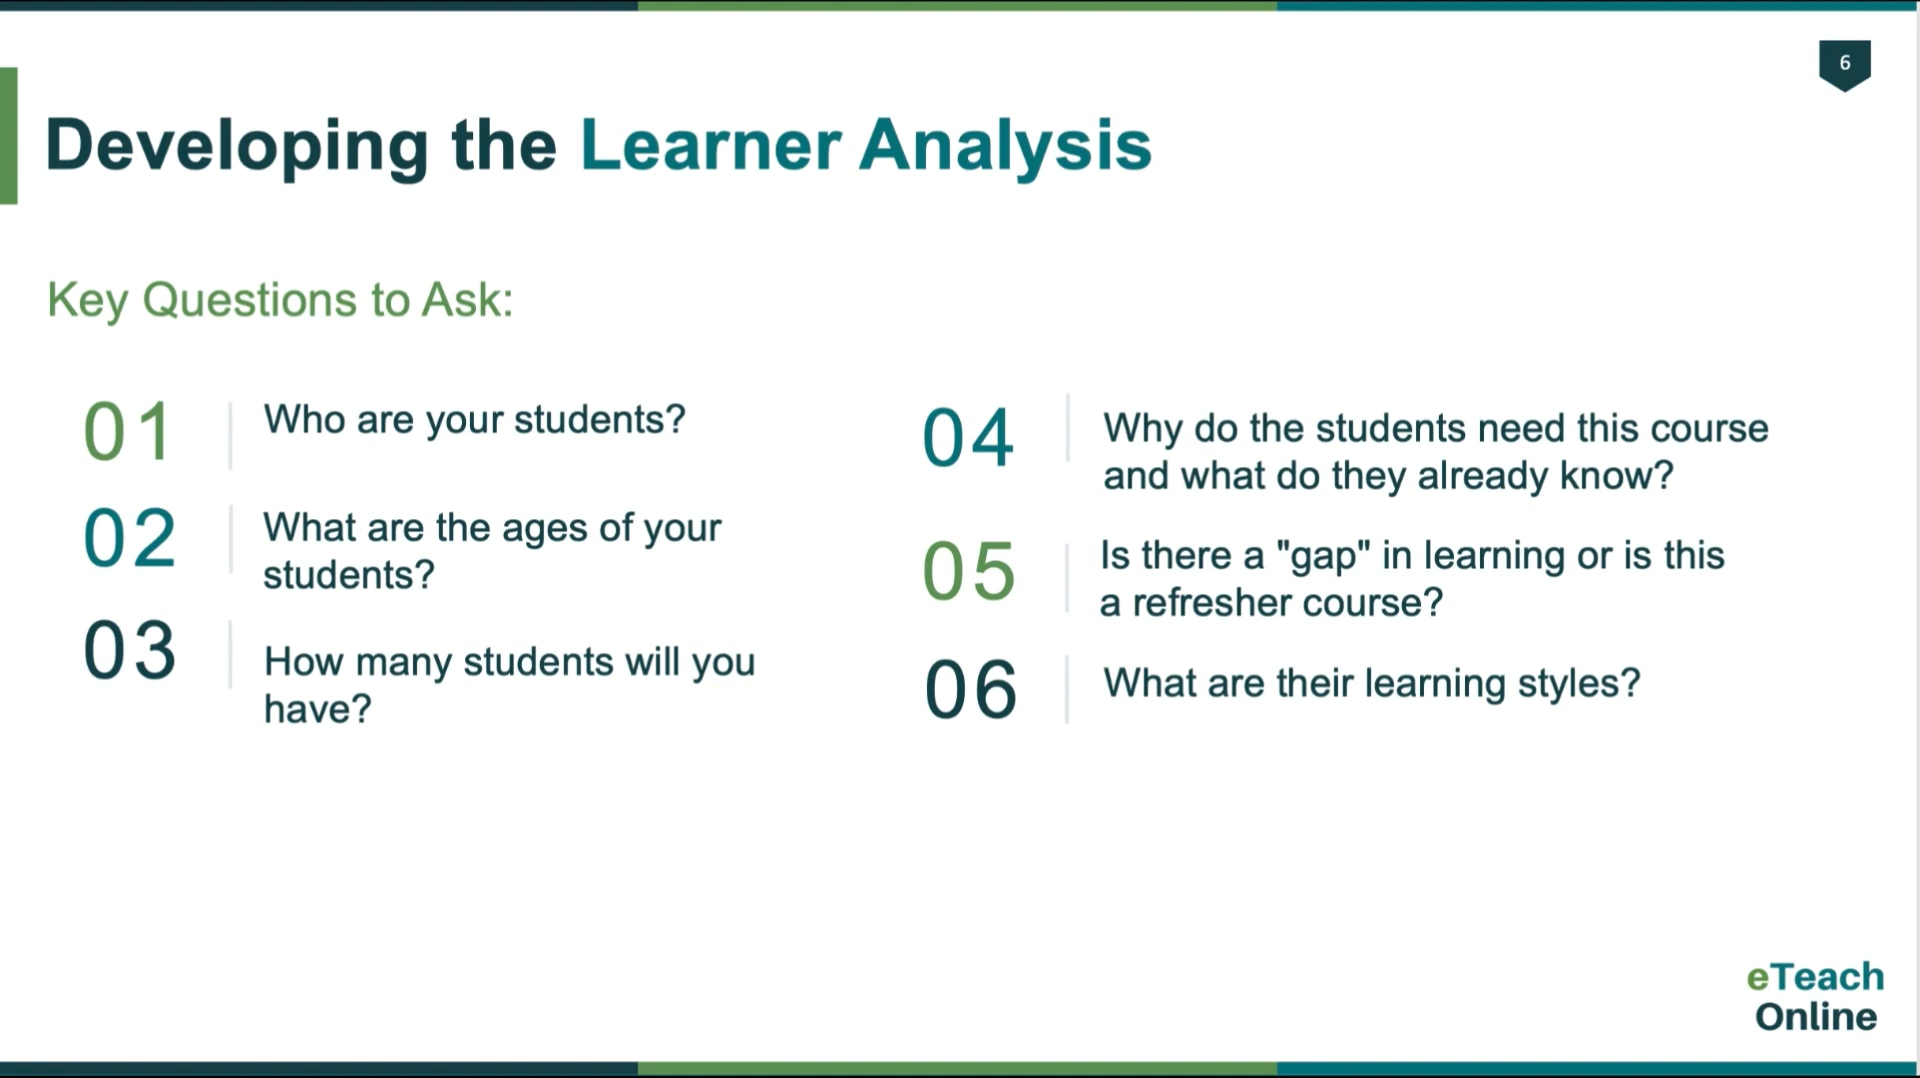 6
Developing the Learner Analysis
Key Questions to Ask:
01
Who are your students?
02
What are the ages of your
students?
03
How many students will you
have?
04
Why do the students need this course
and what do they already know?
05
Is there a "gap" in learning or is this
a refresher course?
06
What are their learning styles?
eTeach
Online